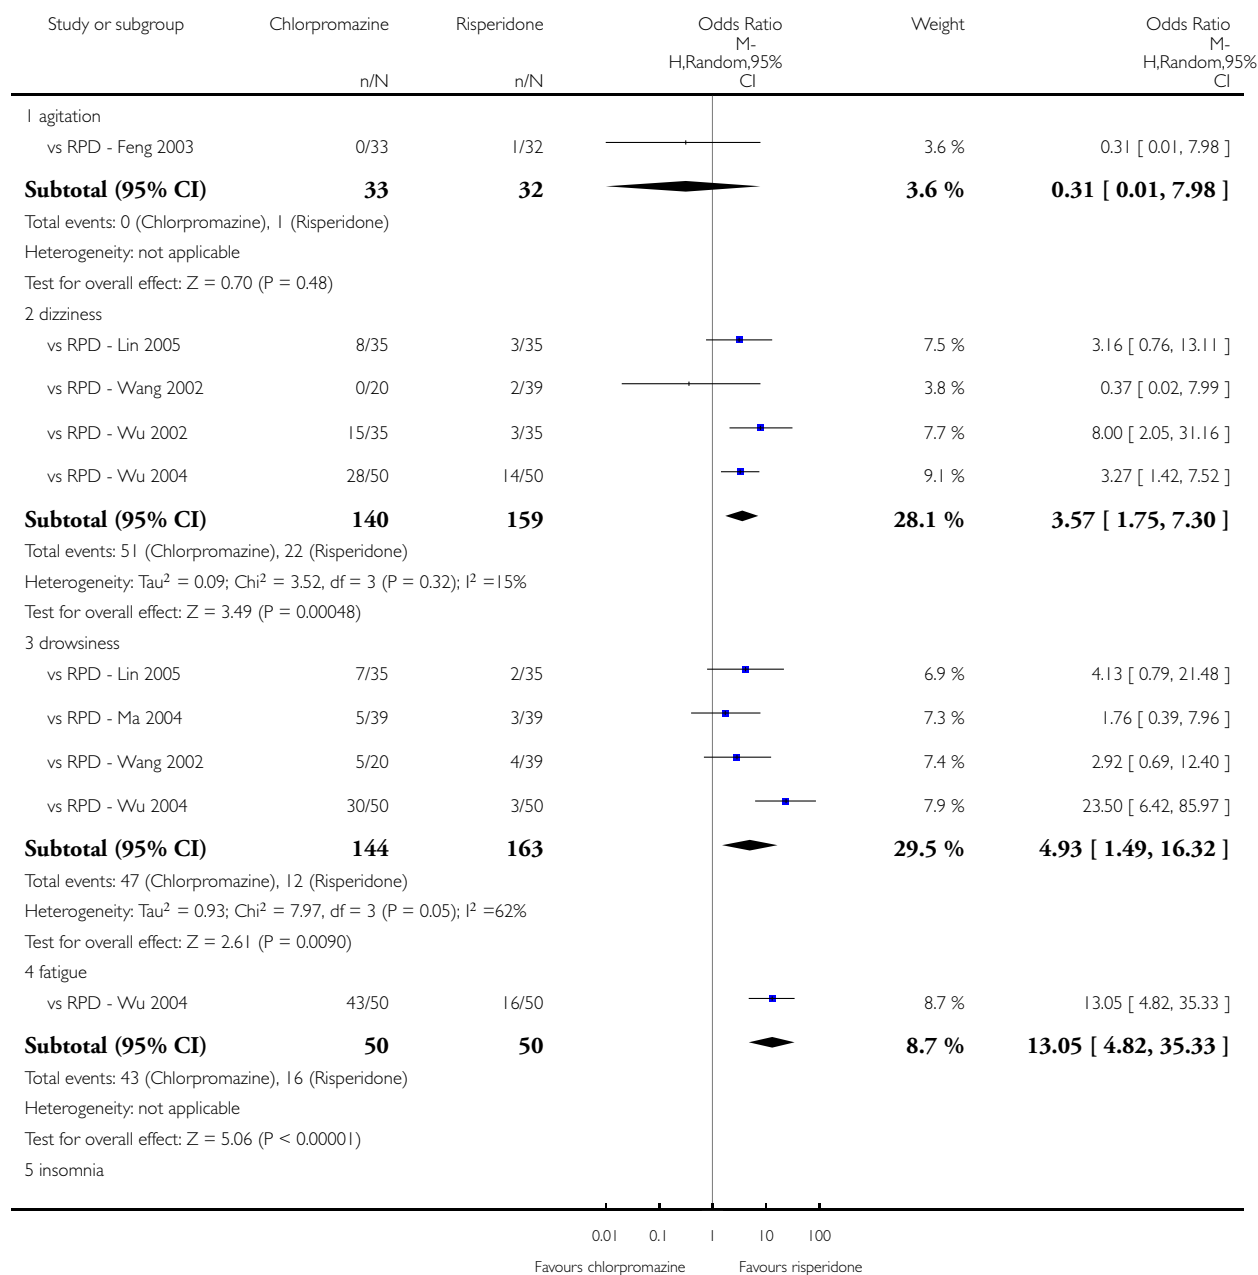 Study or subgroup Chlorpromazine Risperidone Odds Ratio Weight Odds Ratio
M- M-
H,Random,95% H,Random,95%
n/N n/N CI CI
1 agitation
vs RPD - Feng 2003 0/33 1/32 3.6 % 0.31 [ 0.01, 7.98 ]
Subtotal (95% CI) 33 32 3.6 % 0.31 [ 0.01, 7.98 ]
Total events: 0 (Chlorpromazine), 1 (Risperidone)
Heterogeneity: not applicable
Test for overall effect: Z = 0.70 (P = 0.48)
2 dizziness
vs RPD - Lin 2005 8/35 3/35 7.5 % 3.16 [ 0.76, 13.11 ]
vs RPD - Wang 2002 0/20 2/39 3.8 % 0.37 [ 0.02, 7.99 ]
vs RPD - Wu 2002 15/35 3/35 7.7 % 8.00 [ 2.05, 31.16 ]
vs RPD - Wu 2004 28/50 14/50 9.1 % 3.27 [ 1.42, 7.52 ]
Subtotal (95% CI) 140 159 28.1 % 3.57 [ 1.75, 7.30 ]
Total events: 51 (Chlorpromazine), 22 (Risperidone)
Heterogeneity: Tau² = 0.09; Chi² = 3.52, df = 3 (P = 0.32); I² =15%
Test for overall effect: Z = 3.49 (P = 0.00048)
3 drowsiness
vs RPD - Lin 2005 7/35 2/35 6.9 % 4.13 [ 0.79, 21.48 ]
vs RPD - Ma 2004 5/39 3/39 7.3 % 1.76 [ 0.39, 7.96 ]
vs RPD - Wang 2002 5/20 4/39 7.4 % 2.92 [ 0.69, 12.40 ]
vs RPD - Wu 2004 30/50 3/50 7.9 % 23.50 [ 6.42, 85.97 ]
Subtotal (95% CI) 144 163 29.5 % 4.93 [ 1.49, 16.32 ]
Total events: 47 (Chlorpromazine), 12 (Risperidone)
Heterogeneity: Tau² = 0.93; Chi² = 7.97, df = 3 (P = 0.05); I² =62%
Test for overall effect: Z = 2.61 (P = 0.0090)
4 fatigue
vs RPD - Wu 2004 43/50 16/50 8.7 % 13.05 [ 4.82, 35.33 ]
Subtotal (95% CI) 50 50 8.7 % 13.05 [ 4.82, 35.33 ]
Total events: 43 (Chlorpromazine), 16 (Risperidone)
Heterogeneity: not applicable
Test for overall effect: Z = 5.06 (P < 0.00001)
5 insomnia
0.01 0.1 1 10 100
Favours chlorpromazine Favours risperidone